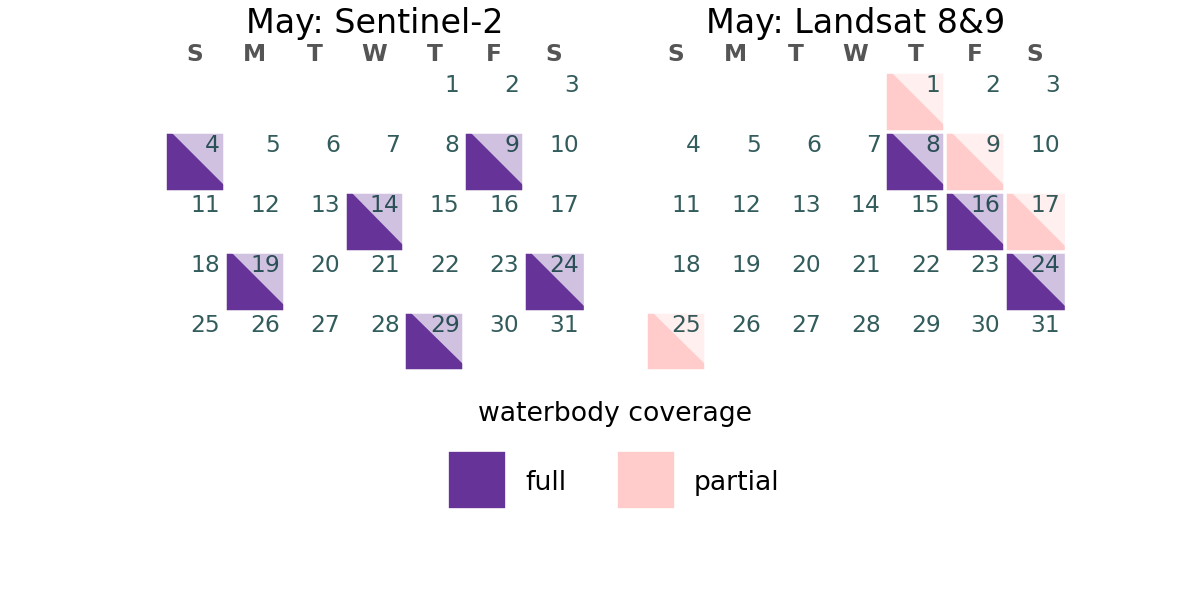 May: Sentinel-2
S M T W T F S
1 2 3
4 5 6 7 8 9 10
11 12 13 14 15 16 17
18 19 20 21 22 23 24
25 26 27 28 29 30 31
May: Landsat 8&9
S M T W T F S
1 2 3
4 5 6 7 8 9 10
11 12 13 14 15 16 17
18 19 20 21 22 23 24
25 26 27 28 29 30 31
waterbody coverage
full
partial